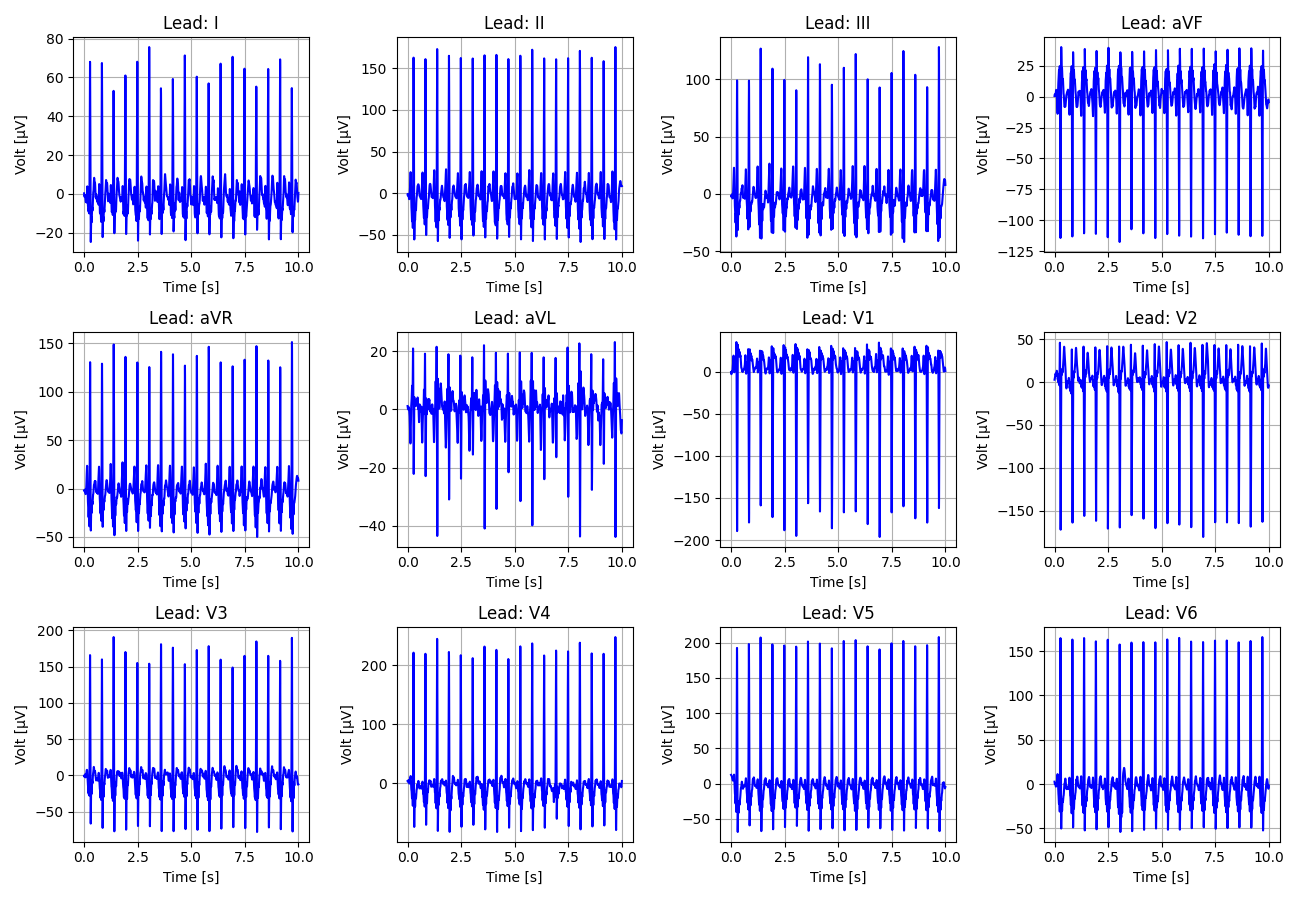 Lead: I Lead: II Lead: III Lead: aVF
80 60 40 20 0 −20
150 100 50 0 −50
100 50 0 −50
25 0 −25 −50 −75 −100 −125
Volt [µV] Volt [µV] Volt [µV] Volt [µV]
0.0 2.5 5.0 7.5 10.0 0.0 2.5 5.0 7.5 10.0 0.0 2.5 5.0 7.5 10.0 0.0 2.5 5.0 7.5 10.0
Time [s] Time [s] Time [s] Time [s]
Lead: aVR Lead: aVL Lead: V1 Lead: V2
150 100 50 0 −50
20 0 −20 −40
0 −50 −100 −150 −200
50 0 −50 −100 −150
Volt [µV] Volt [µV] Volt [µV] Volt [µV]
0.0 2.5 5.0 7.5 10.0 0.0 2.5 5.0 7.5 10.0 0.0 2.5 5.0 7.5 10.0 0.0 2.5 5.0 7.5 10.0
Time [s] Time [s] Time [s] Time [s]
Lead: V3 Lead: V4 Lead: V5 Lead: V6
200 150 100 50 0 −50
200 100 0
200 150 100 50 0 −50
150 100 50 0 −50
Volt [µV] Volt [µV] Volt [µV] Volt [µV]
0.0 2.5 5.0 7.5 10.0 0.0 2.5 5.0 7.5 10.0 0.0 2.5 5.0 7.5 10.0 0.0 2.5 5.0 7.5 10.0
Time [s] Time [s] Time [s] Time [s]